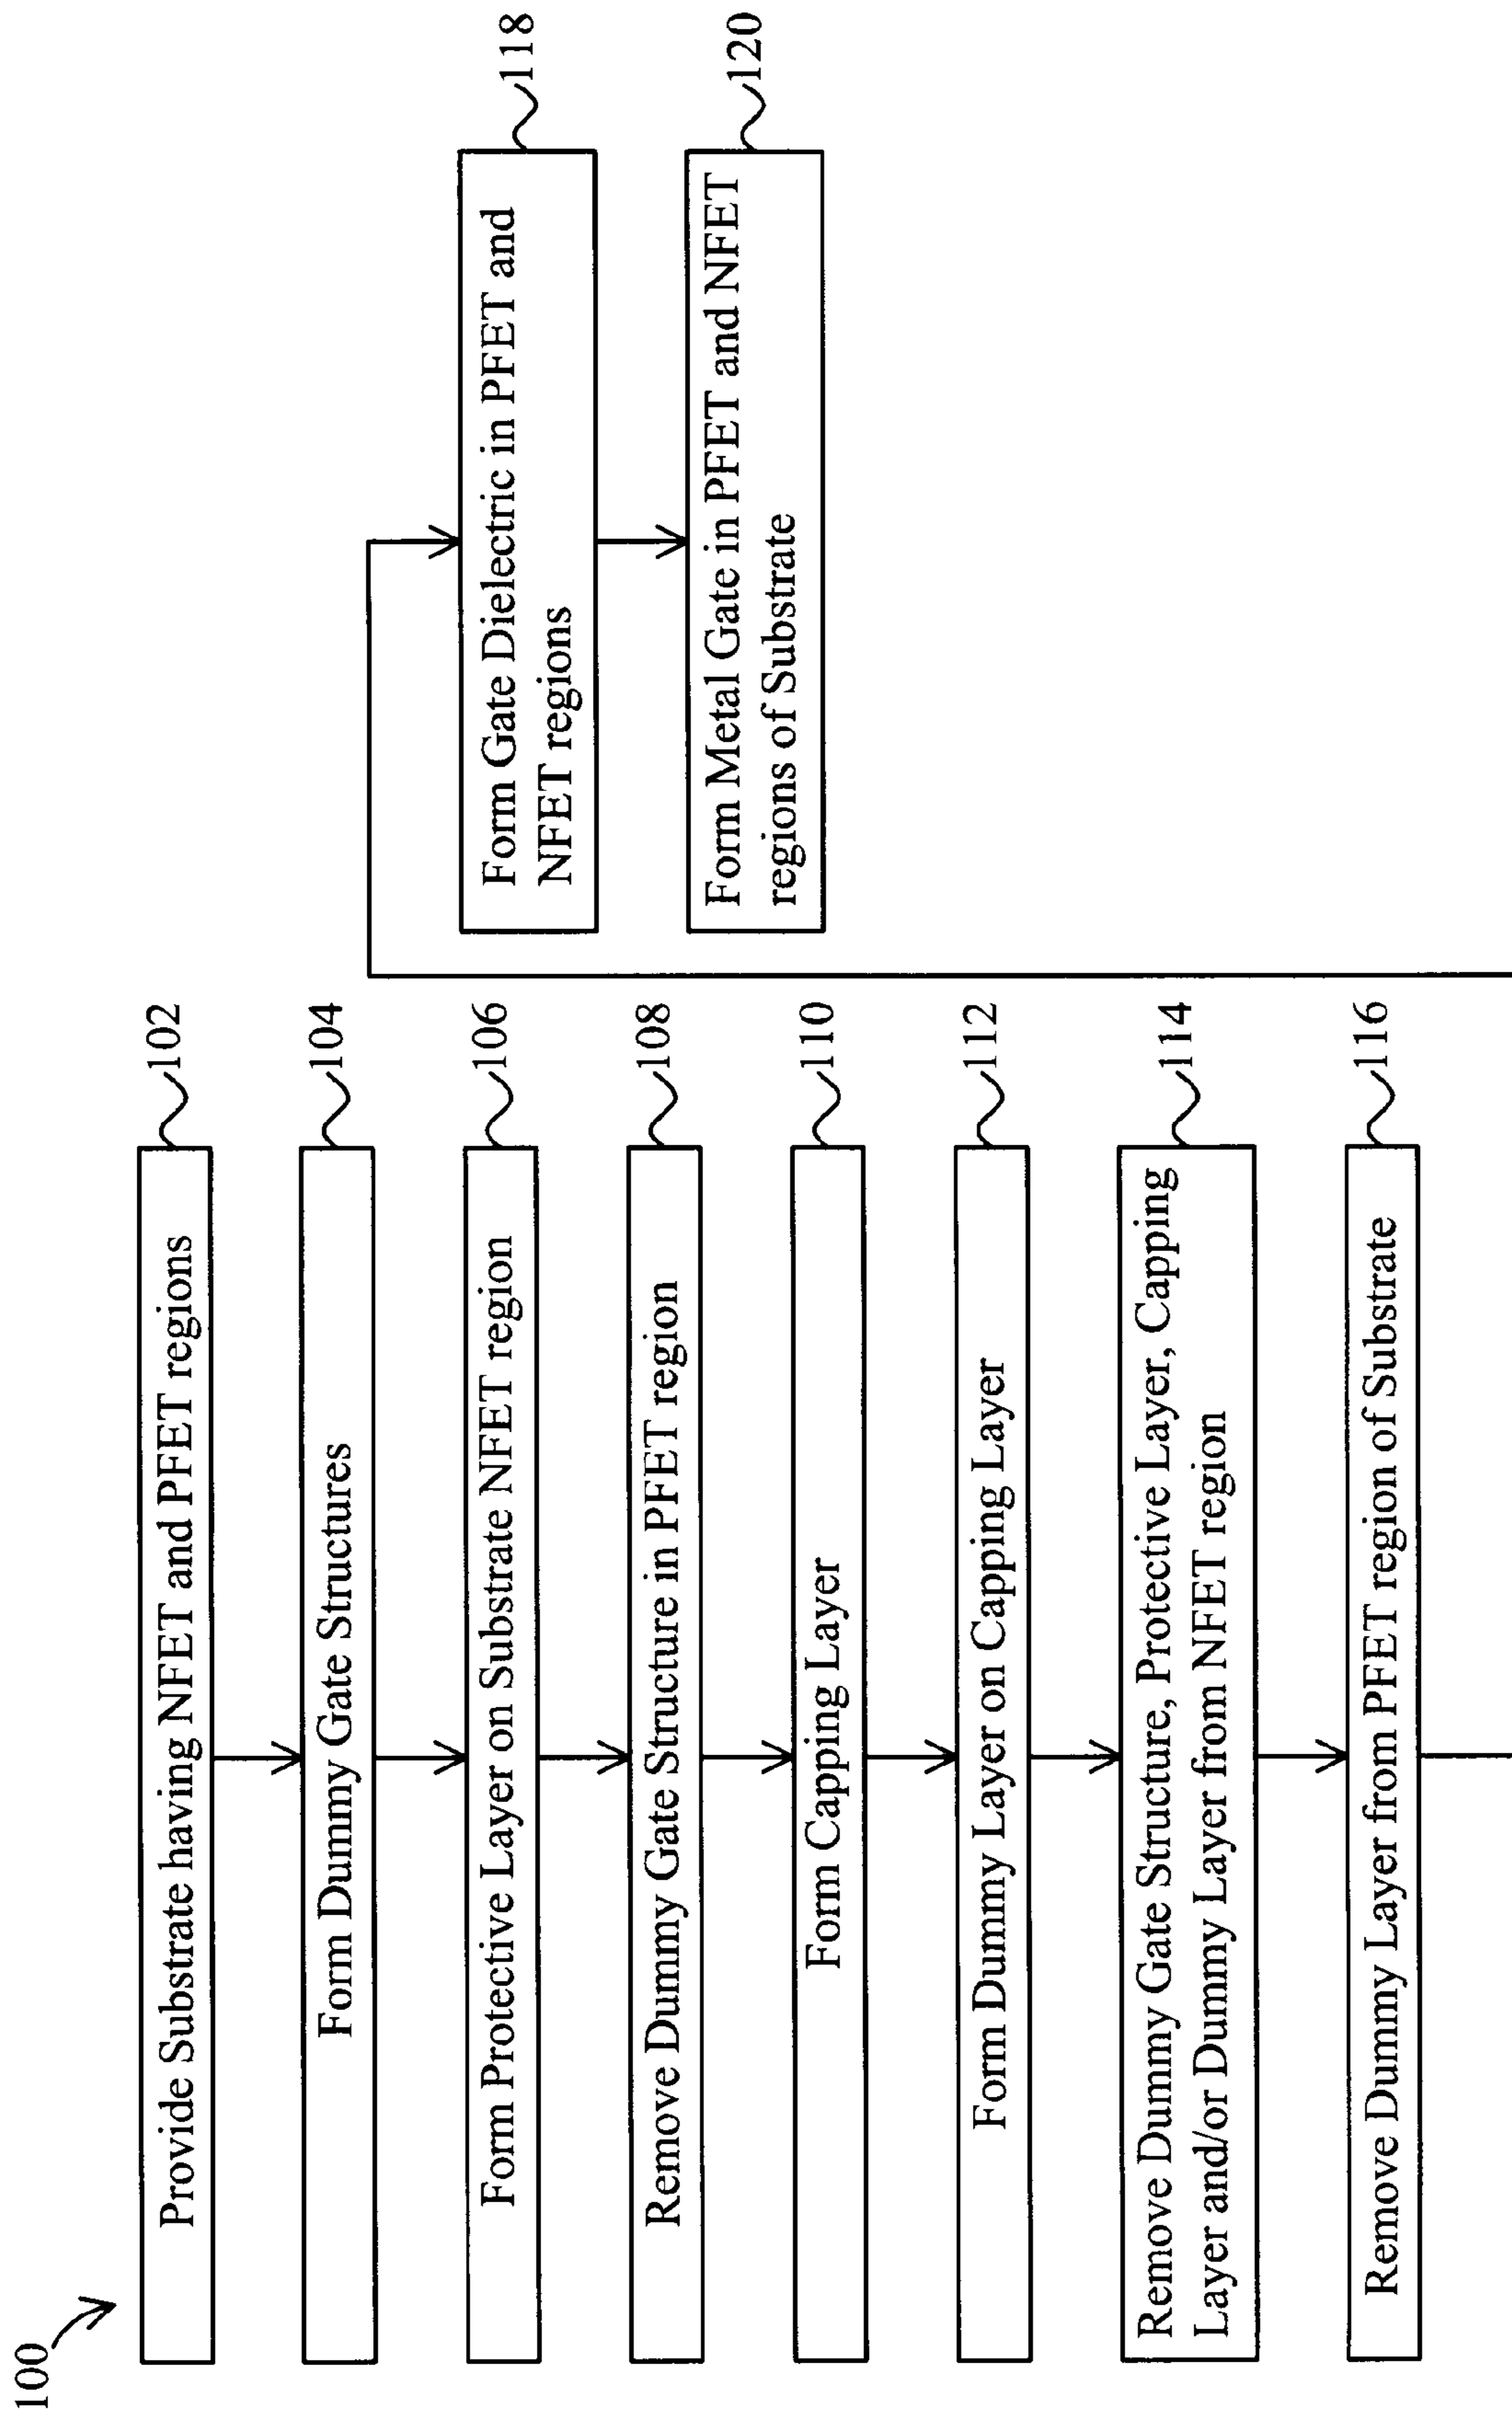 100
Provide Substrate having NFET and PFET regions
102
Form Dummy Gate Structures
104
Form Protective Layer on Substrate NFET region
106
Remove Dummy Gate Structure in PFET region
108
Form Capping Layer
110
Form Dummy Layer on Capping Layer
112
Remove Dummy Gate Structure, Protective Layer, Capping
Layer and/or Dummy Layer from NFET region
114
Remove Dummy Layer from PFET region of Substrate
116
Form Gate Dielectric in PFET and
NFET regions
118
Form Metal Gate in PFET and NFET
regions of Substrate
120